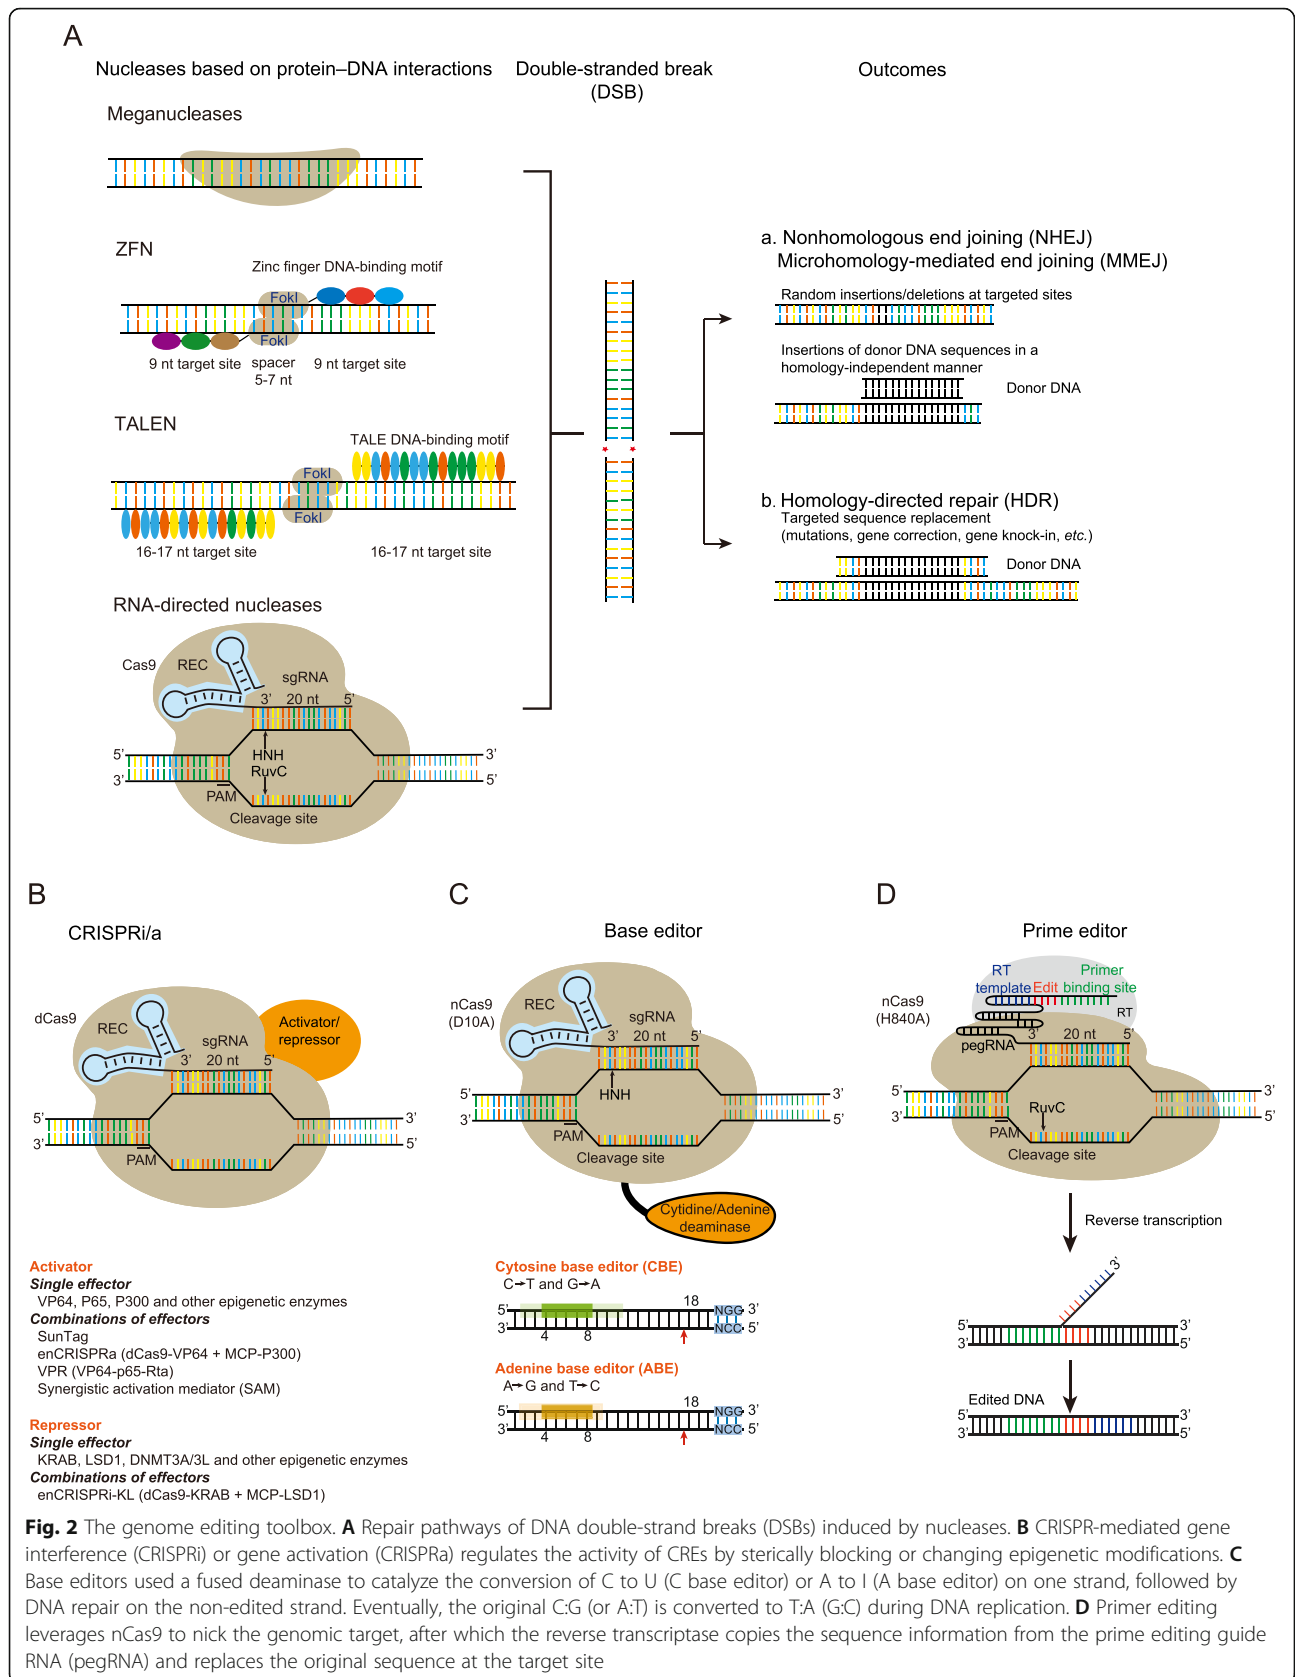 A
Nucleases based on protein–DNA interactions
Double-stranded break
(DSB)
Outcomes
Meganucleases
ZFN
Zinc finger DNA-binding motif
FokI
FokI
9 nt target site
spacer
5-7 nt
9 nt target site
TALEN
TALE DNA-binding motif
FokI
FokI
16-17 nt target site
16-17 nt target site
RNA-directed nucleases
Cas9
REC
sgRNA
3’ 20 nt 5’
5’ 3’
HNH
RuvC
3’ 5’
PAM
Cleavage site
*
*
a. Nonhomologous end joining (NHEJ)
Microhomology-mediated end joining (MMEJ)
Random insertions/deletions at targeted sites
Insertions of donor DNA sequences in a
homology-independent manner
Donor DNA
b. Homology-directed repair (HDR)
Targeted sequence replacement
(mutations, gene correction, gene knock-in, etc.)
Donor DNA
B
CRISPRi/a
dCas9
REC
Activator/
repressor
sgRNA
3’ 20 nt 5’
5’ 3’
3’ 5’
PAM
Activator
Single effector
VP64, P65, P300 and other epigenetic enzymes
Combinations of effectors
SunTag
enCRISPRa (dCas9-VP64 + MCP-P300)
VPR (VP64-p65-Rta)
Synergistic activation mediator (SAM)
Repressor
Single effector
KRAB, LSD1, DNMT3A/3L and other epigenetic enzymes
Combinations of effectors
enCRISPRi-KL (dCas9-KRAB + MCP-LSD1)
C
Base editor
nCas9
(D10A)
REC
sgRNA
3’ 20 nt 5’
HNH
5’ 3’
3’ 5’
PAM
Cleavage site
Cytidine/Adenine
deaminase
Cytosine base editor (CBE)
C→T and G→A
18
5’ NGG 3’
3’ NCC 5’
4 8
Adenine base editor (ABE)
A→G and T→C
18
5’ NGG 3’
3’ NCC 5’
4 8
D
Prime editor
RT
template
Edit
Primer
binding site
nCas9
(H840A)
RT
pegRNA
3’ 20 nt 5’
5’ 3’
RuvC
3’ 5’
PAM
Cleavage site
Reverse transcription
3’
5’ 3’
3’ 5’
Edited DNA
5’ 3’
3’ 5’
Fig. 2 The genome editing toolbox. A Repair pathways of DNA double-strand breaks (DSBs) induced by nucleases. B CRISPR-mediated gene
interference (CRISPRi) or gene activation (CRISPRa) regulates the activity of CREs by sterically blocking or changing epigenetic modifications. C
Base editors used a fused deaminase to catalyze the conversion of C to U (C base editor) or A to I (A base editor) on one strand, followed by
DNA repair on the non-edited strand. Eventually, the original C:G (or A:T) is converted to T:A (G:C) during DNA replication. D Primer editing
leverages nCas9 to nick the genomic target, after which the reverse transcriptase copies the sequence information from the prime editing guide
RNA (pegRNA) and replaces the original sequence at the target site